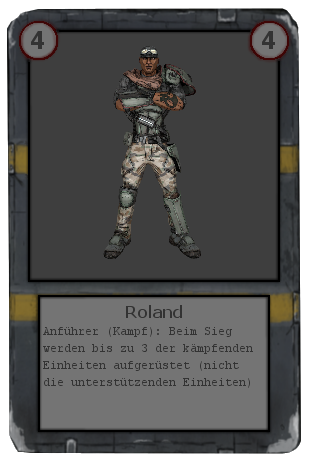 4 4
Roland
Anführer (Kampf): Beim Sieg
werden bis zu 3 der kämpfenden
Einheiten aufgerüstet (nicht
die unterstützenden Einheiten)